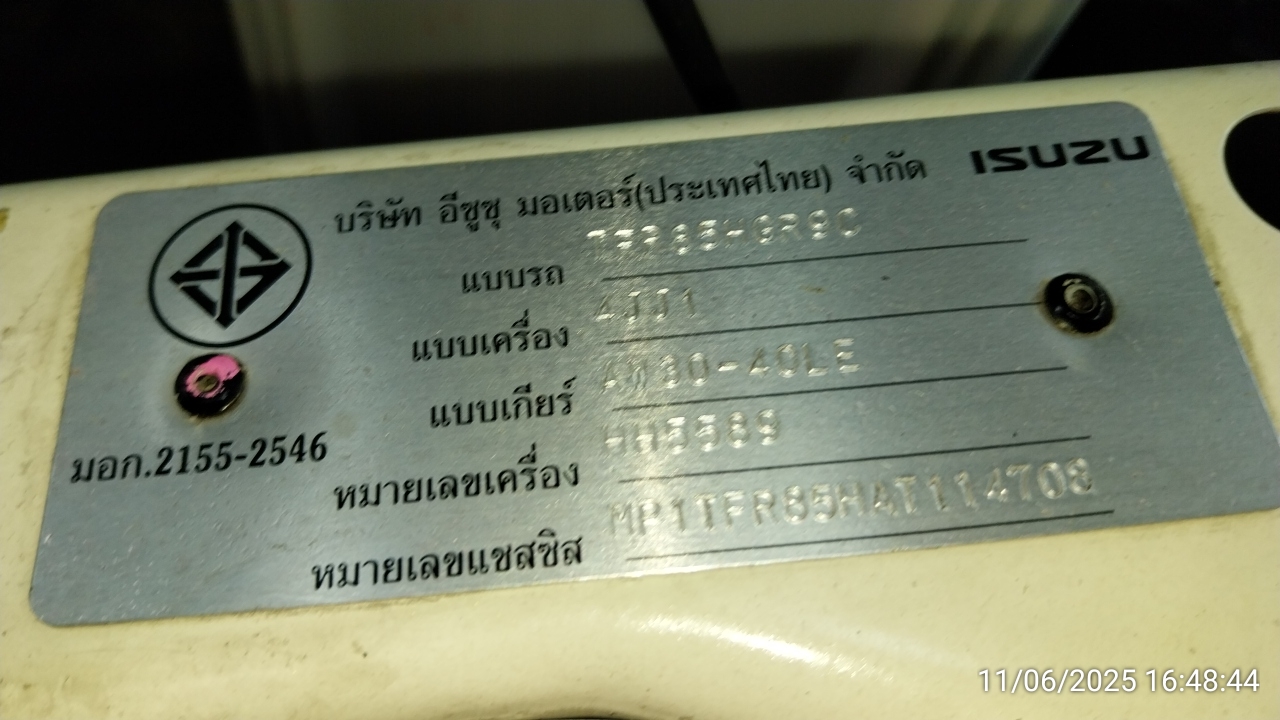 ISUZU
บริษัท อีซูซุ มอเตอร์(ประเทศไทย) จำกัด
แบบรถ TFR85HGR9C
แบบเครื่อง 4JJ1
แบบเกียร์ AW30-40LE
หมายเลขเครื่อง
หมายเลขแชสซิส MP1TFR85HAT114708
มอก.2155-2546
11/06/2025 16:48:44